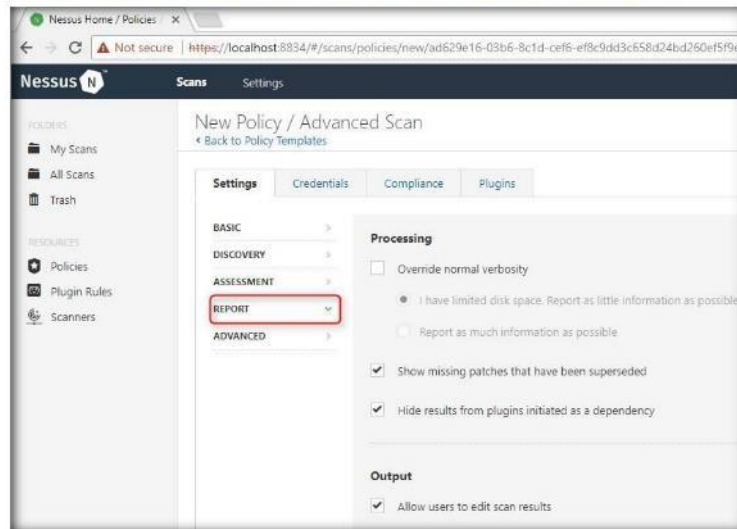 Nessus Home / Policies / ×
Not secure | https://localhost:8834/#/scans/policies/new/ad629e16-03b6-8c1d-cef6-ef8c9dd3c658d24bd260ef5f9e
Nessus N
Scans
Settings
FOLDERS
My Scans
All Scans
Trash
RESOURCES
Policies
Plugin Rules
Scanners
New Policy / Advanced Scan
Back to Policy Templates
Settings
Credentials
Compliance
Plugins
BASIC
DISCOVERY
ASSESSMENT
REPORT
ADVANCED
Processing
Override normal verbosity
I have limited disk space. Report as little information as possible
Report as much information as possible
Show missing patches that have been superseded
Hide results from plugins initiated as a dependency
Output
Allow users to edit scan results